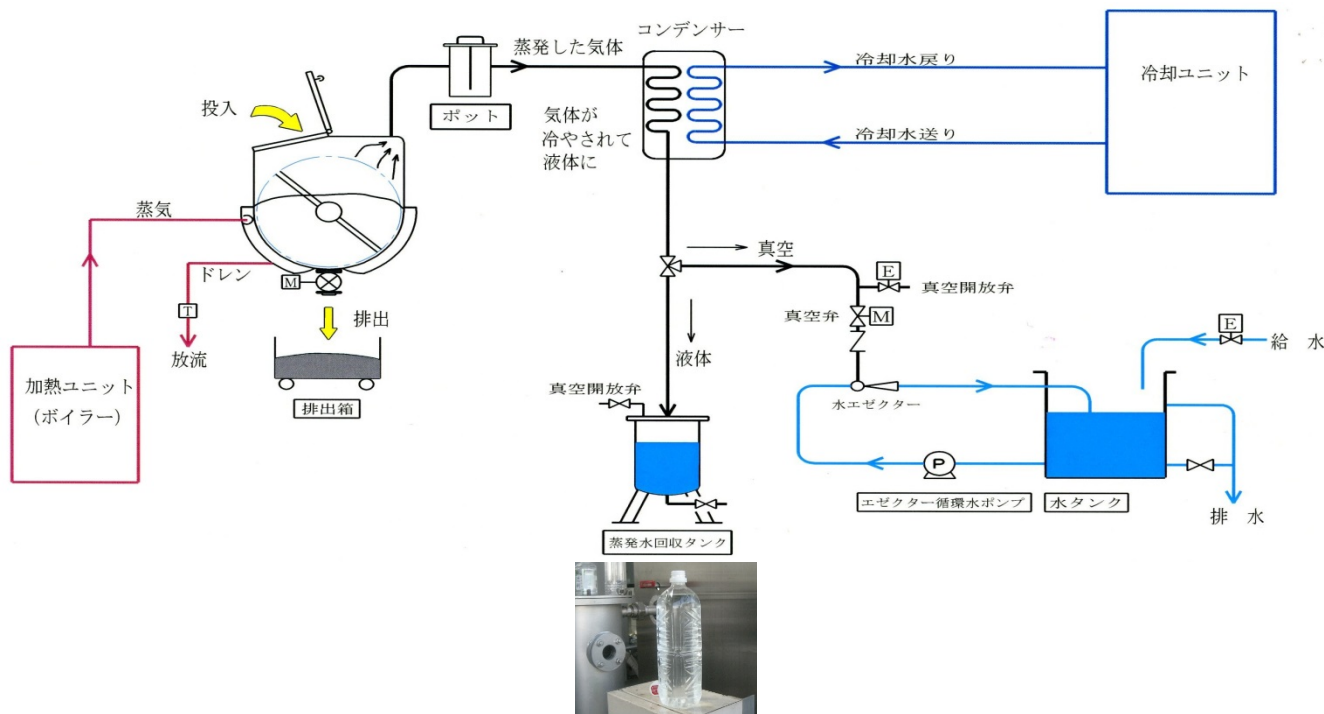 コンデンサー
蒸発した気体
冷却水戻り
冷却ユニット
投入
ポット
気体が
冷やされて
液体に
冷却水送り
蒸気
真空
ドレン
M
E
真空開放弁
T
排出
真空弁
M
E
放流
液体
給 水
加熱ユニット
(ボイラー)
排出箱
真空開放弁
水エゼクター
P
エゼクター循環水ポンプ
水タンク
排 水
蒸発水回収タンク